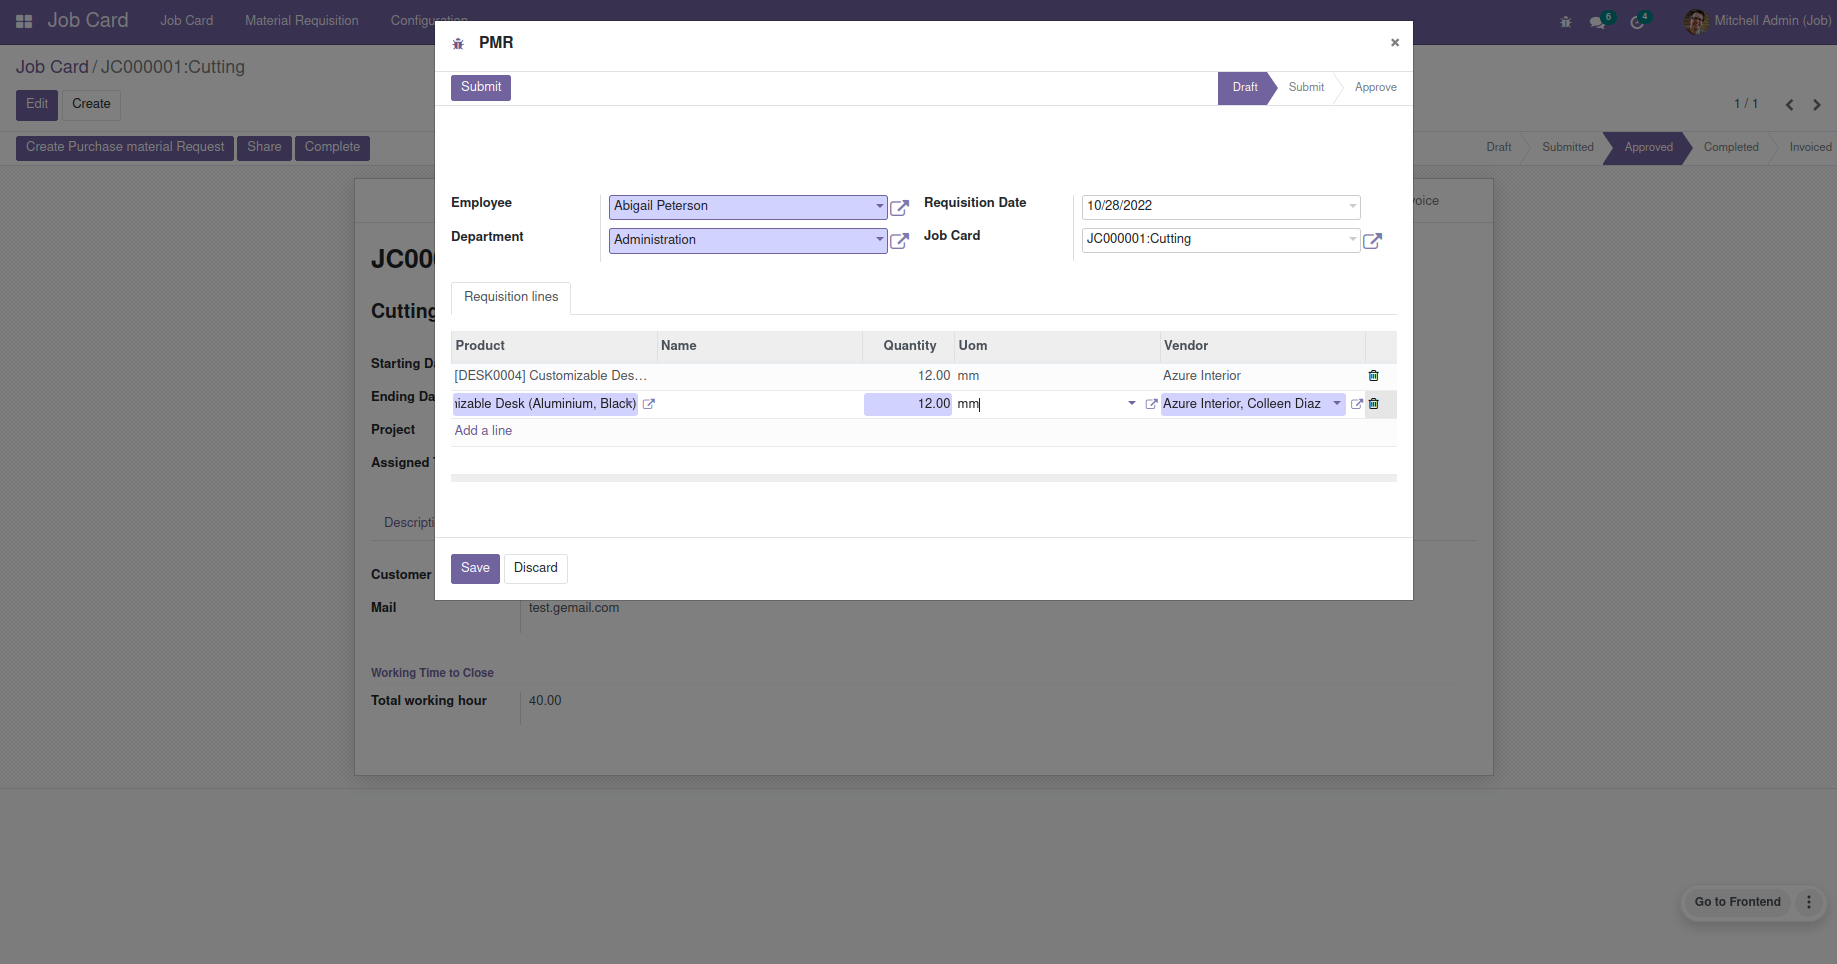 Job Card Job Card Material Requisition Configuration 6 4 Mitchell Admin (Job)
PMR ×
Job Card / JC000001:Cutting
Submit Draft Submit Approve
Edit Create 1 / 1
Create Purchase material Request Share Complete Draft Submitted Approved Completed Invoiced
Employee Abigail Peterson Requisition Date 10/28/2022
Department Administration Job Card JC000001:Cutting
JC00
Requisition lines
Cutting
Product Name Quantity Uom Vendor
Starting D
[DESK0004] Customizable Des... 12.00 mm Azure Interior
Ending Da
nizable Desk (Aluminium, Black) 12.00 mm Azure Interior, Colleen Diaz
Project
Add a line
Assigned
Descripti
Save Discard
Customer
Mail test.gemail.com
Working Time to Close
Total working hour 40.00
Go to Frontend